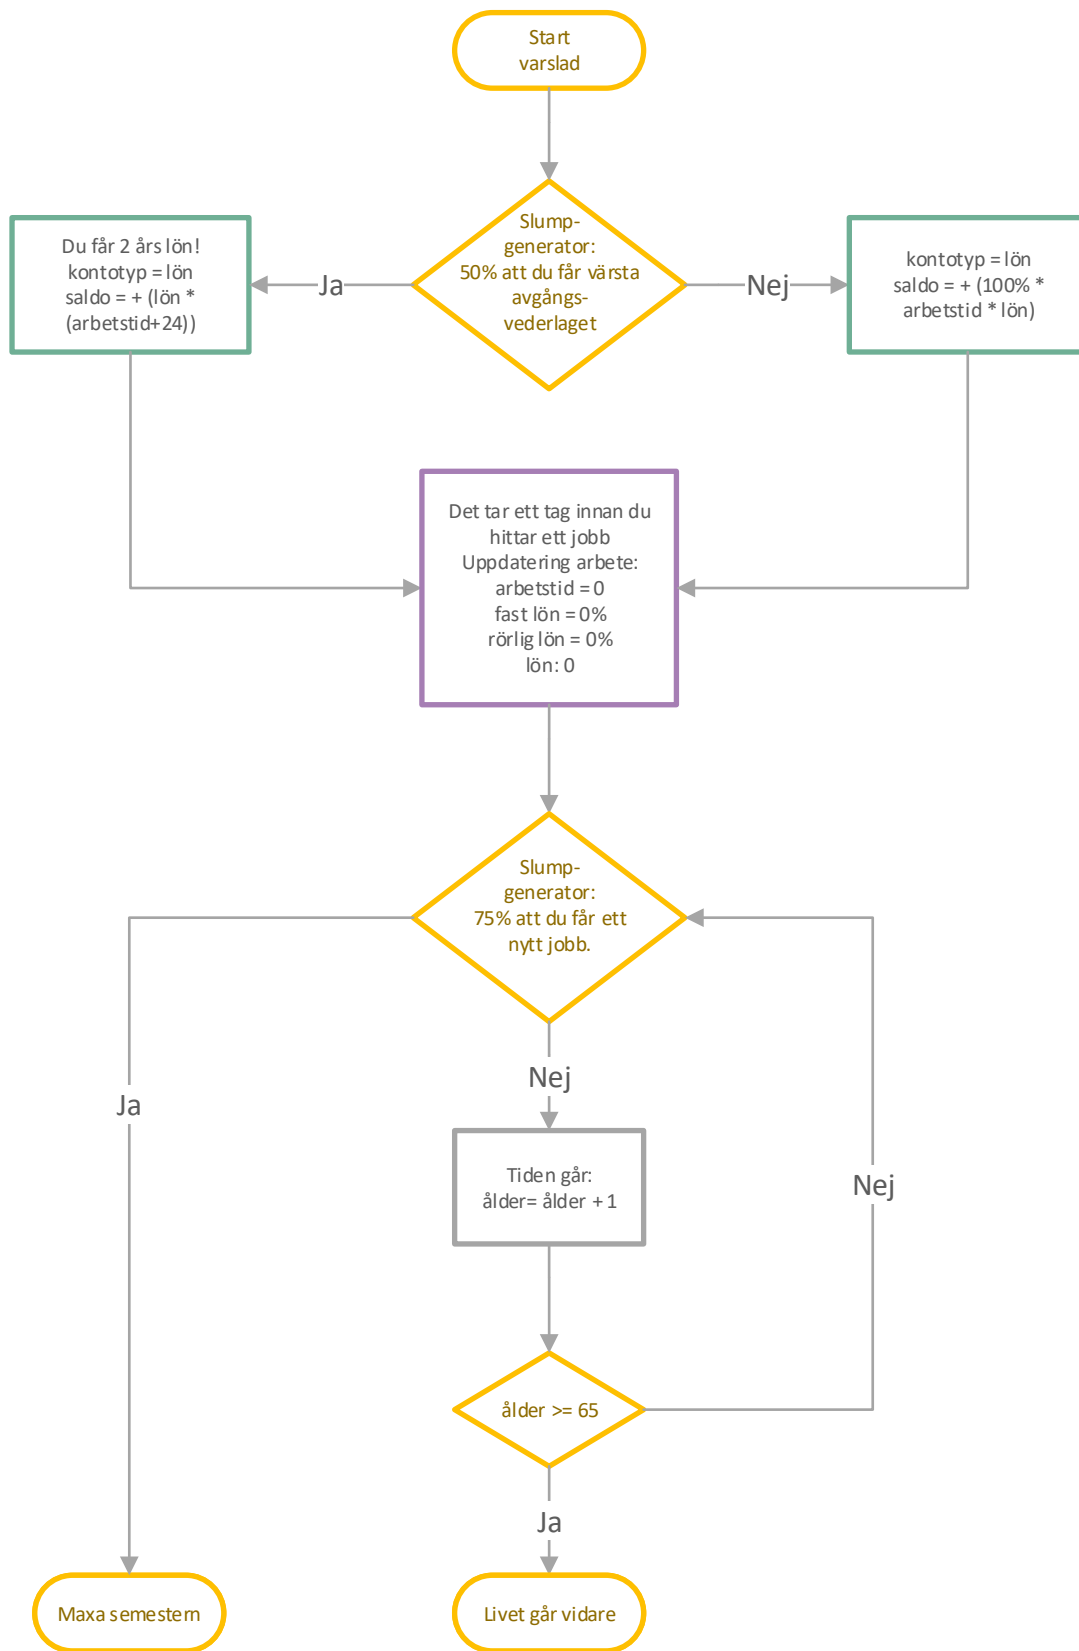 Start
varslad
Slump-
generator:
50% att du får värsta
avgångs-
vederlaget
Ja
Nej
Du får 2 års lön!
kontotyp = lön
saldo = + (lön *
(arbetstid+24))
kontotyp = lön
saldo = + (100% *
arbetstid * lön)
Det tar ett tag innan du
hittar ett jobb
Uppdatering arbete:
arbetstid = 0
fast lön = 0%
rörlig lön = 0%
lön: 0
Slump-
generator:
75% att du får ett
nytt jobb.
Nej
Ja
Tiden går:
ålder= ålder + 1
Nej
ålder >= 65
Ja
Maxa semestern
Livet går vidare